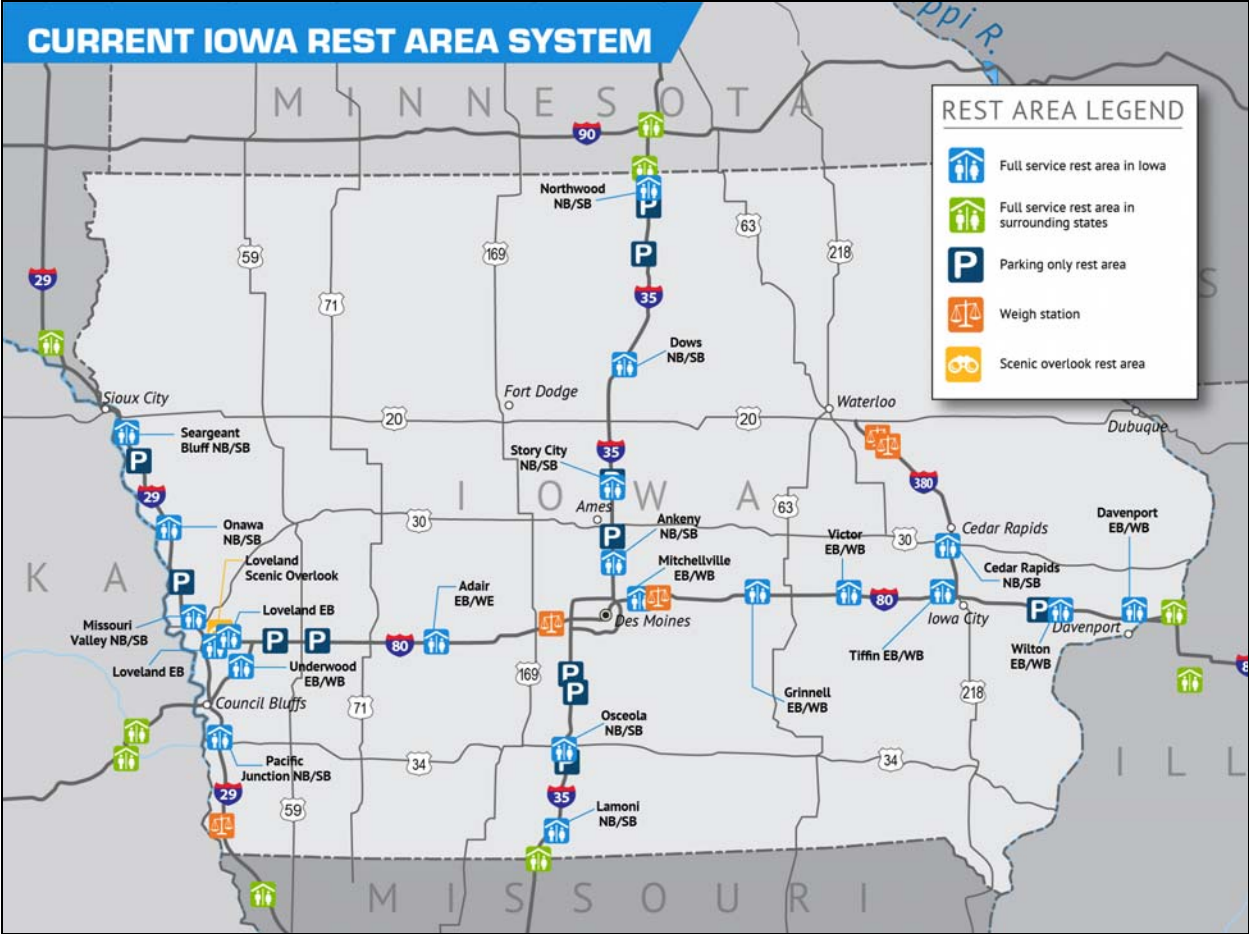 CURRENT IOWA REST AREA SYSTEM
ppi R.
MINNESOTA
90
REST AREA LEGEND
Full service rest area in Iowa
Full service rest area in
surrounding states
P
Parking only rest area
Weigh station
Scenic overlook rest area
Northwood
NB/SB
P
P
63
59
169
218
29
71
35
S
Dows
NB/SB
Sioux City
Fort Dodge
Waterloo
20
20
Dubuque
Seargeant
Bluff NB/SB
P
Story City
NB/SB
35
380
29
IOWA
Ames
63
Onawa
NB/SB
30
P
Ankeny
NB/SB
Victor
EB/WB
30
Cedar Rapids
Davenport
EB/WB
Loveland
Scenic Overlook
KA
P
Adair
EB/WE
Mitchellville
EB/WB
Cedar Rapids
NB/SB
Missouri
Valley NB/SB
Loveland EB
80
Des Moines
Iowa City
P
Davenport
P
P
80
Loveland EB
Underwood
EB/WB
Tiffin EB/WB
Wilton
EB/WB
8
169
P
P
Grinnell
EB/WB
218
Council Bluffs
71
Osceola
NB/SB
Pacific
Junction NB/SB
34
P
34
ILL
29
59
35
Lamoni
NB/SB
MISSOURI